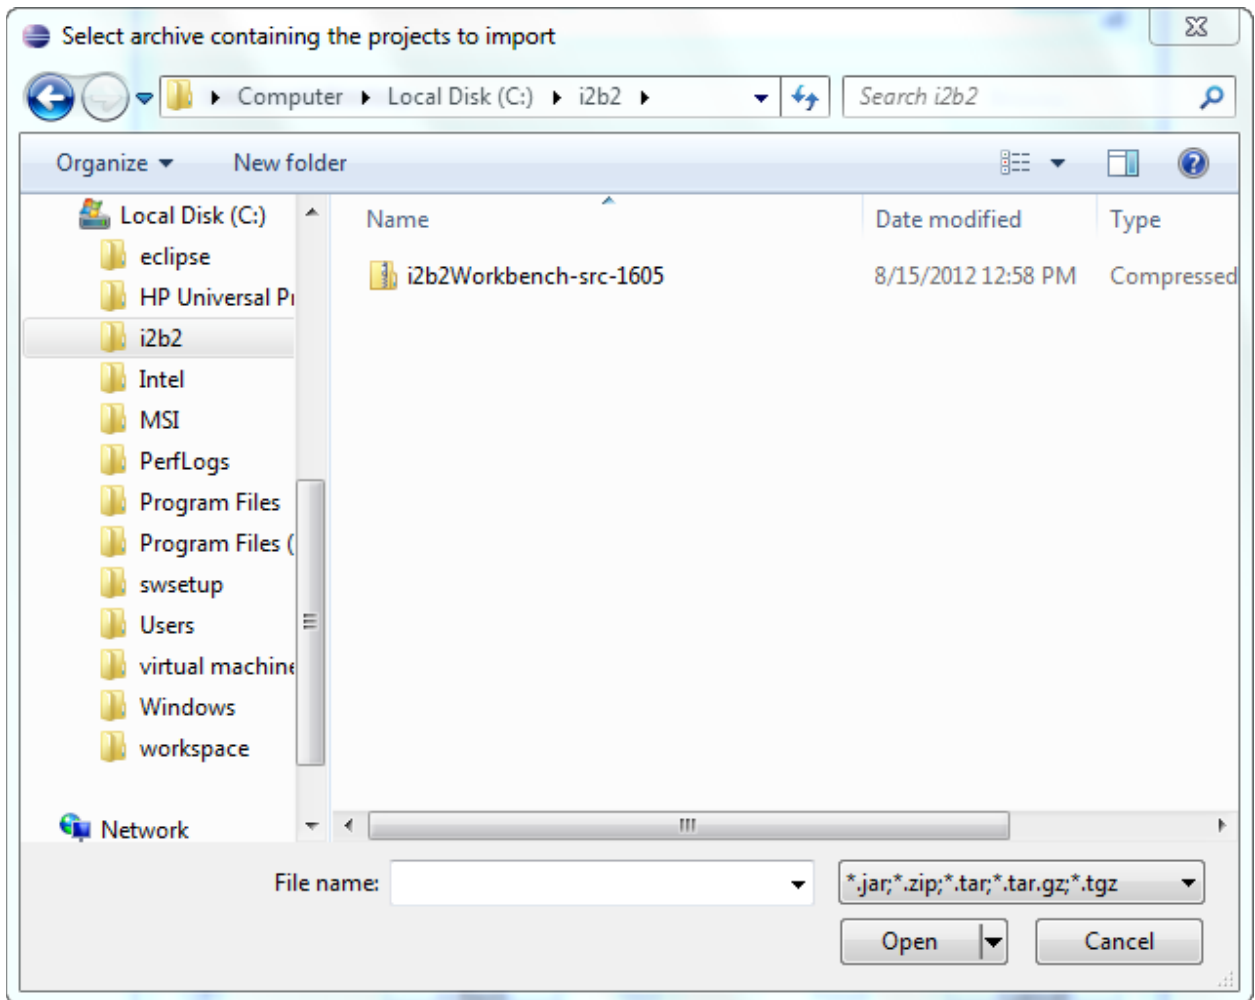 Select archive containing the projects to import
Computer Local Disk (C:) i2b2
Search i2b2
Organize New folder
Local Disk (C:)
eclipse
HP Universal Pr
i2b2
Intel
MSI
PerfLogs
Program Files
Program Files (
swsetup
Users
virtual machine
Windows
workspace
Network
Name Date modified Type
i2b2Workbench-src-1605 8/15/2012 12:58 PM Compressed
File name:
*.jar;*.zip;*.tar;*.tar.gz;*.tgz
Open Cancel